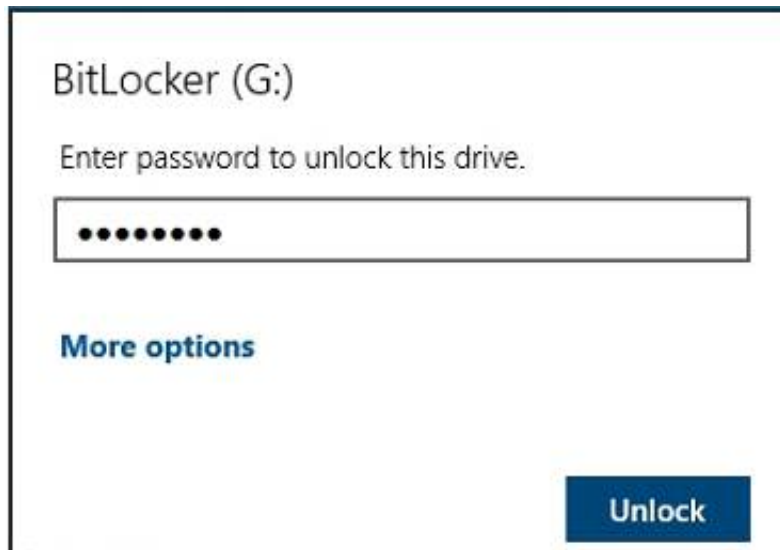 BitLocker (G:)
Enter password to unlock this drive.
••••••••
More options
Unlock